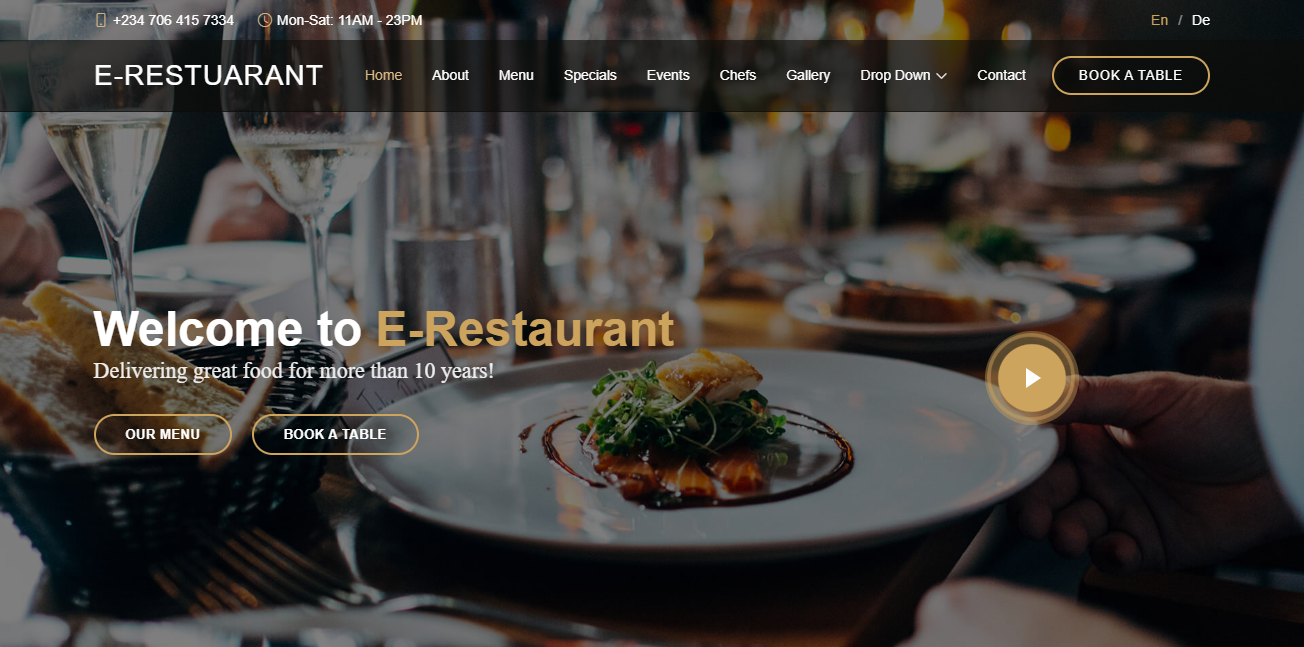 +234 706 415 7334 Mon-Sat: 11AM - 23PM En / De
E-RESTUARANT Home About Menu Specials Events Chefs Gallery Drop Down Contact BOOK A TABLE
Welcome to E-Restaurant
Delivering great food for more than 10 years!
OUR MENU BOOK A TABLE